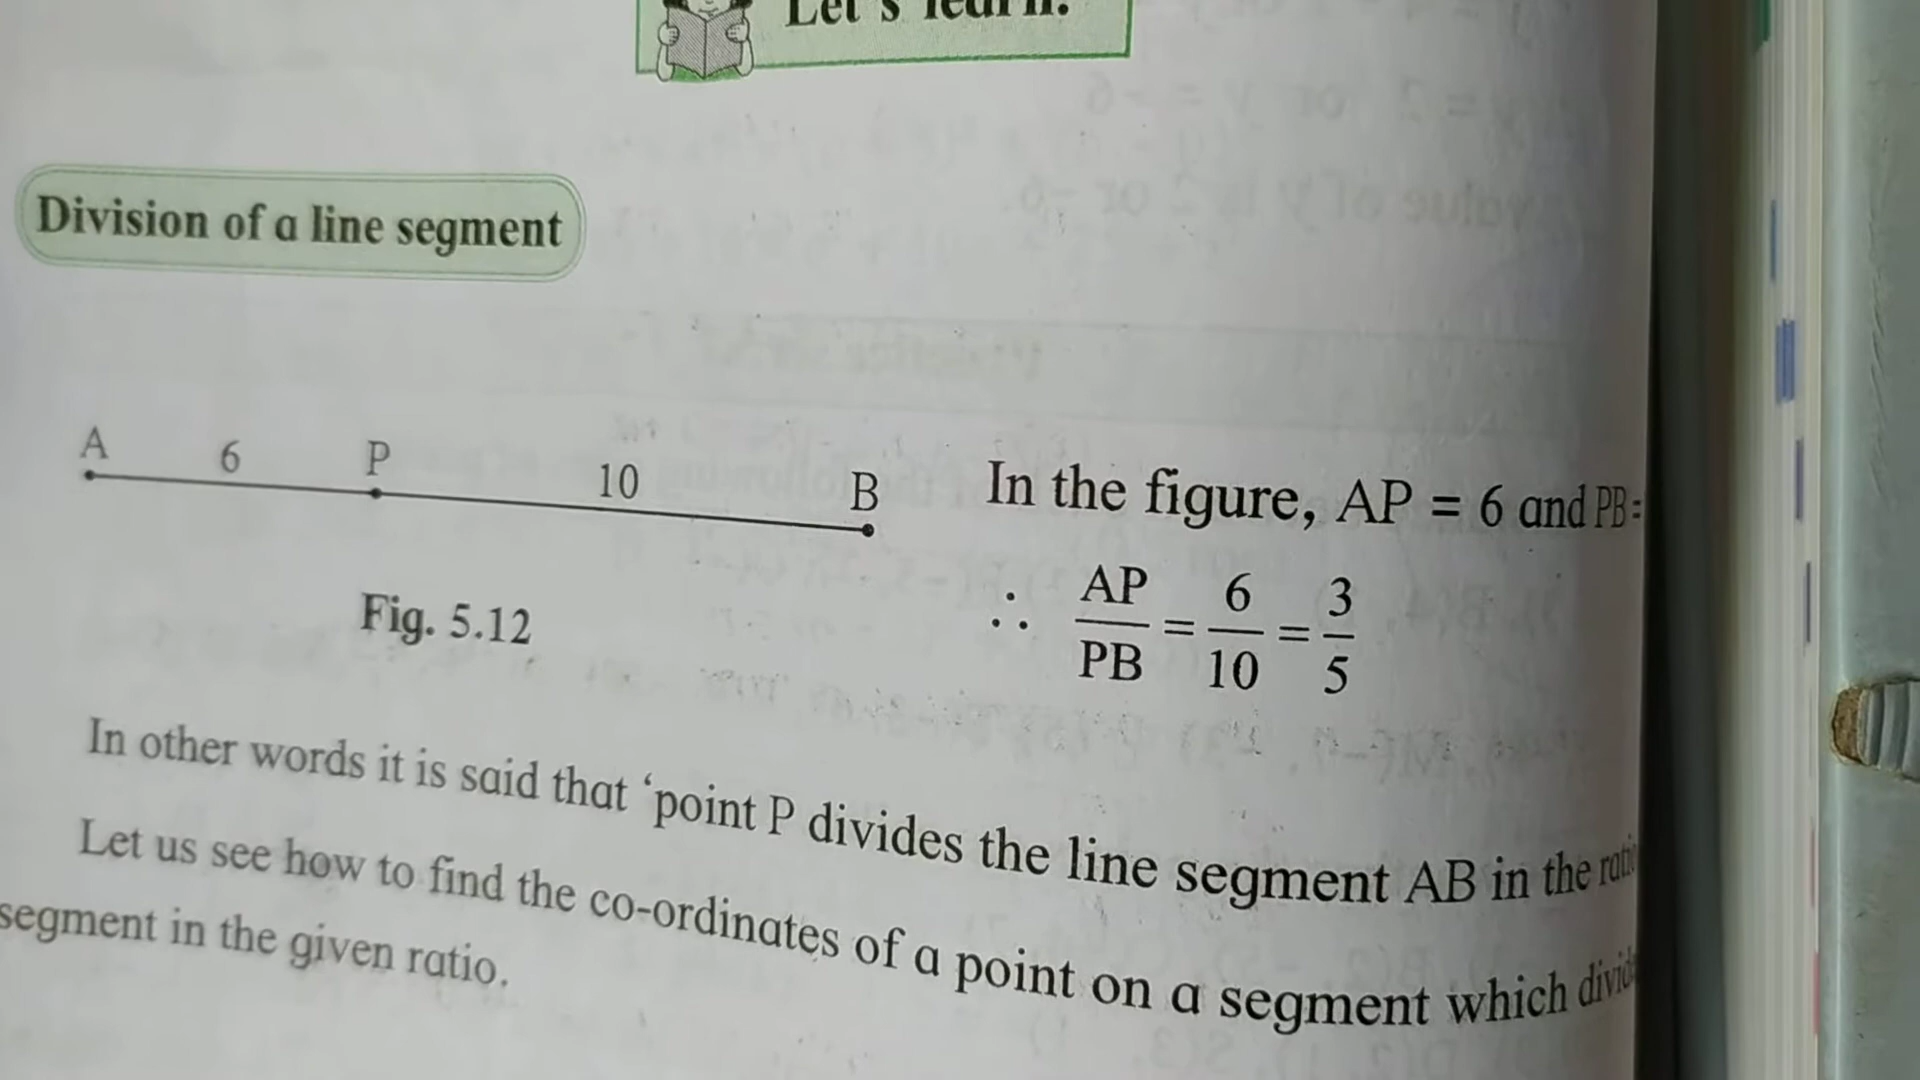 Let's learn.
Division of a line segment
A 6 P 10 B
In the figure, AP = 6 and PB =
∴ AP/PB = 6/10 = 3/5
Fig. 5.12
In other words it is said that ‘point P divides the line segment AB in the
Let us see how to find the co-ordinates of a point on a segment which
segment in the given ratio.